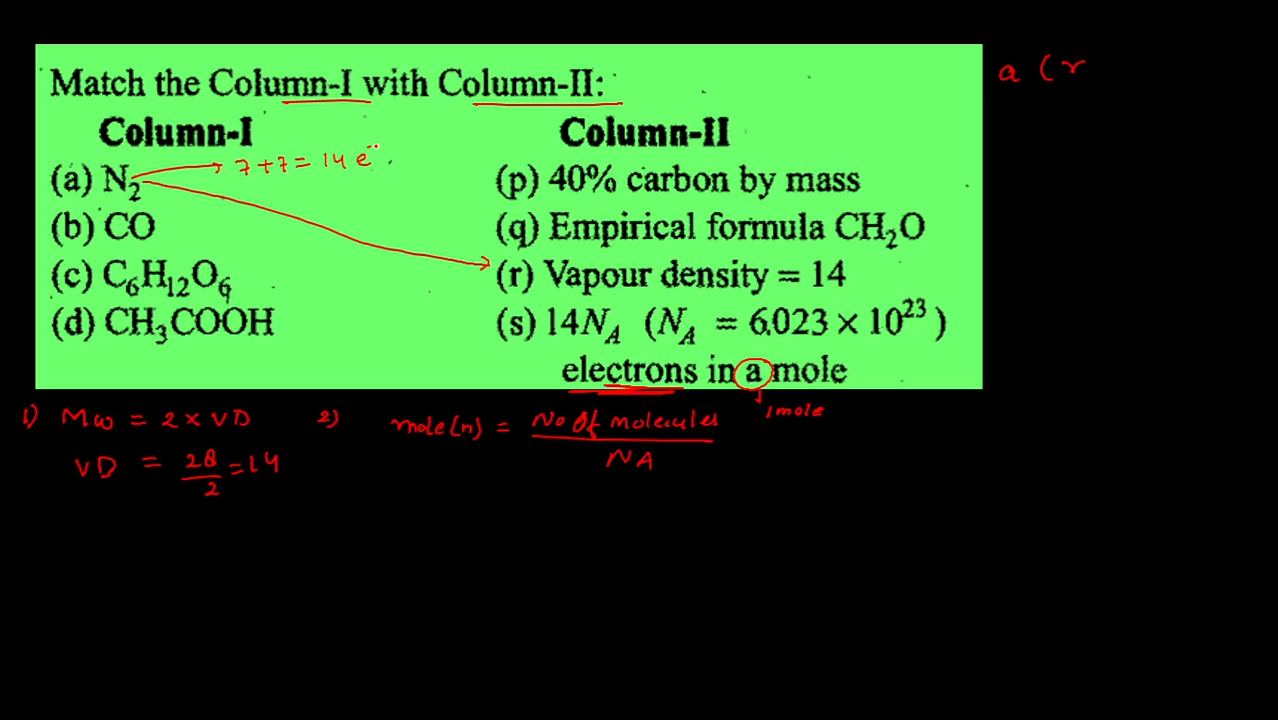 Match the Column-I with Column-II:
a (r
Column-I Column-II
7+7 = 14 e⁻
(a) N₂ (p) 40% carbon by mass
(b) CO (q) Empirical formula CH₂O
(c) C₆H₁₂O₆ (r) Vapour density = 14
(d) CH₃COOH (s) 14Nₐ (Nₐ = 6.023 × 10²³)
electrons in a mole
1 mole
1) Mw = 2 × VD 2) mole (n) = No Of molecules / NA
VD = 28/2 = 14